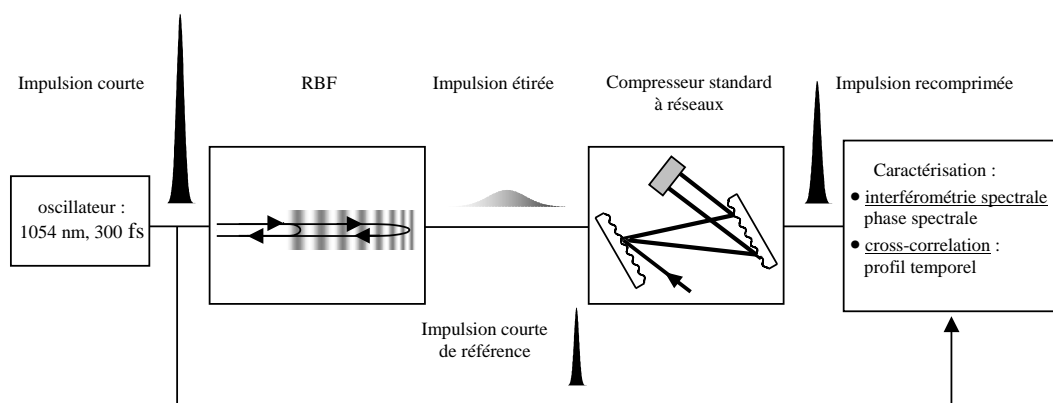 Impulsion courte
RBF
Impulsion étirée
Compresseur standard
à réseaux
Impulsion recomprimée
oscillateur :
1054 nm, 300 fs
Caractérisation :
● interférométrie spectrale
phase spectrale
● cross-correlation :
profil temporel
Impulsion courte
de référence